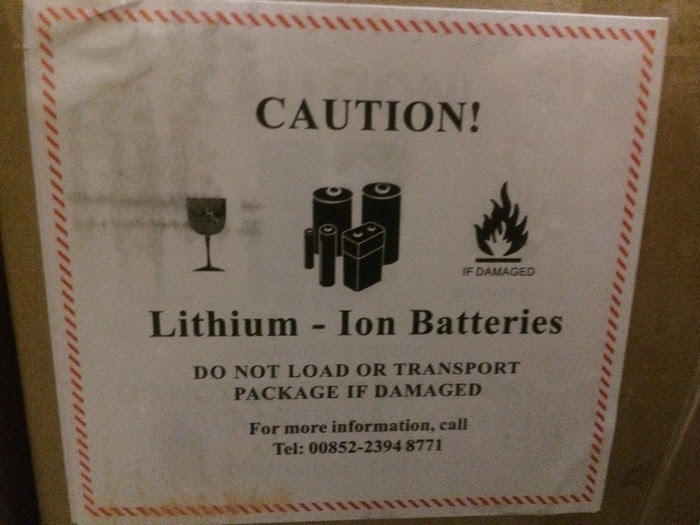 CAUTION!
IF DAMAGED
Lithium - Ion Batteries
DO NOT LOAD OR TRANSPORT
PACKAGE IF DAMAGED
For more information, call
Tel: 00852-2394 8771